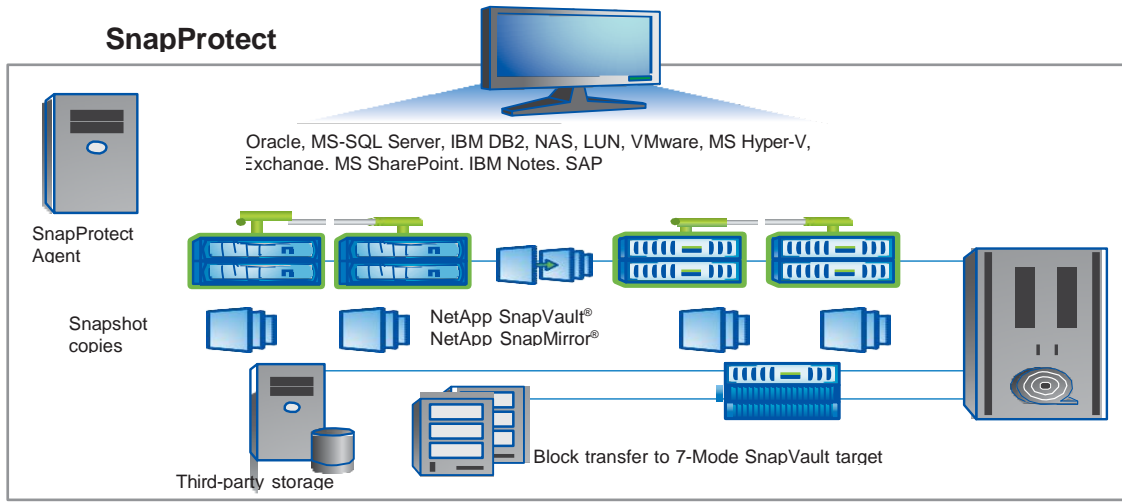 SnapProtect
Oracle, MS-SQL Server, IBM DB2, NAS, LUN, VMware, MS Hyper-V,
Exchange, MS SharePoint, IBM Notes, SAP
SnapProtect
Agent
Snapshot
copies
NetApp SnapVault®
NetApp SnapMirror®
Block transfer to 7-Mode SnapVault target
Third-party storage